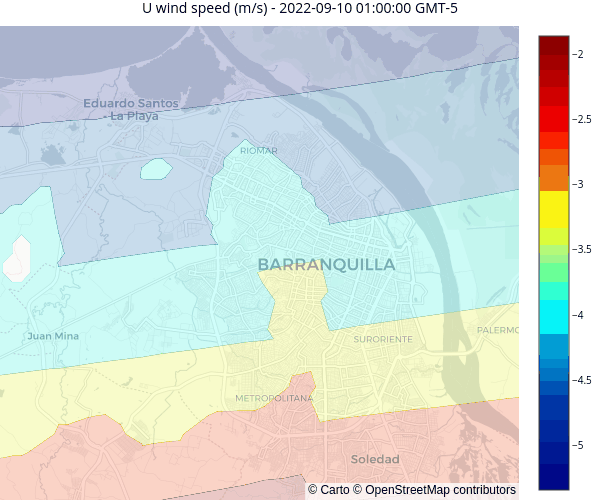 U wind speed (m/s) - 2022-09-10 01:00:00 GMT-5
Eduardo Santos
- La Playa
RIOMAR
BARRANQUILLA
Juan Mina
SURORIENTE
PALERMO
METROPOLITANA
Soledad
© Carto © OpenStreetMap contributors
−2
−2.5
−3
−3.5
−4
−4.5
−5